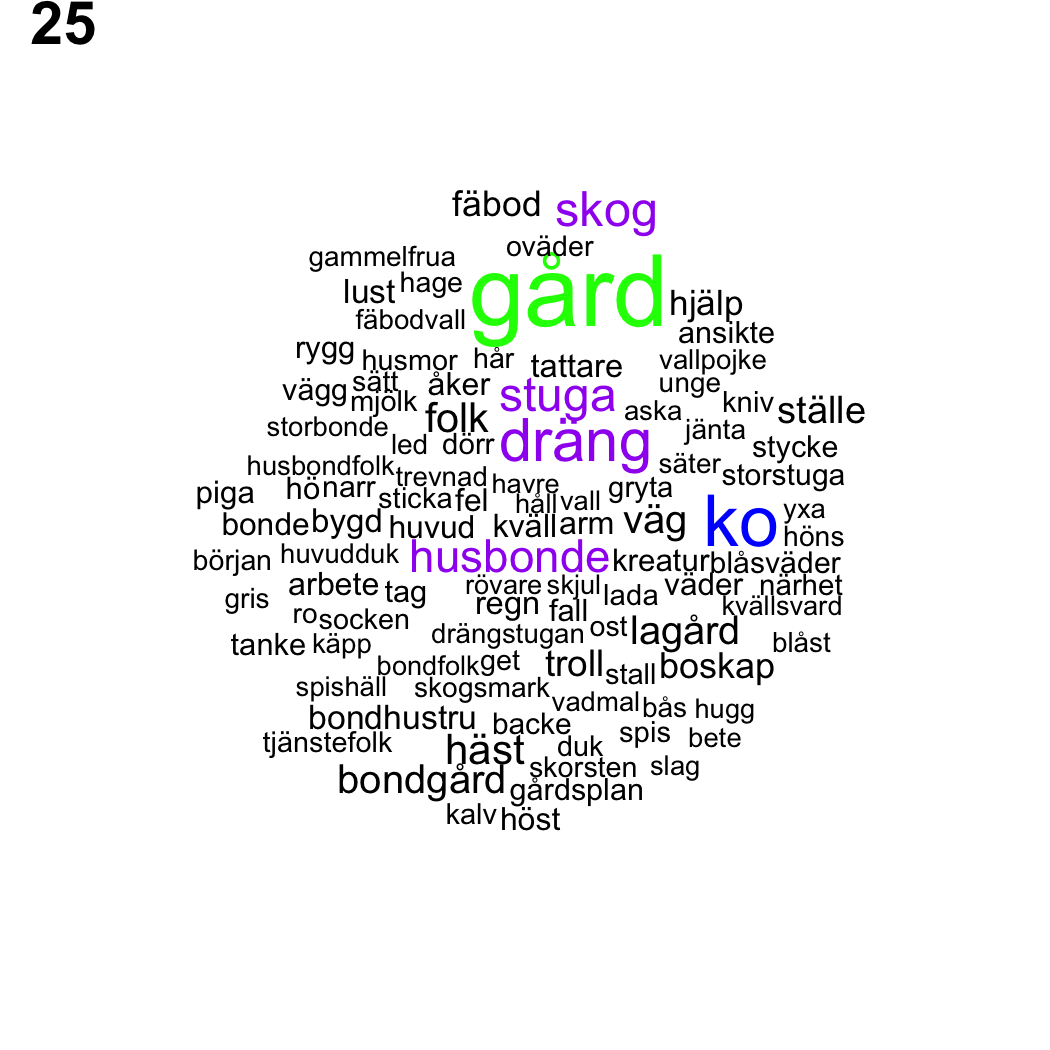 25
fäbod skog
oväder
gammelfrua
lust hage gård hjälp
fäbodvall ansikte
rygg husmor hår tattare vallpojke
vägg sätt åker stuga unge
mjölk folk aska kniv ställe
storbonde led dörr dräng jänta stycke
husbondfolk trevnad havre säter storstuga
piga hö narr sticka fel håll vall gryta ko yxa
bonde bygd huvud kväll arm väg höns
början huvudduk husbonde kreatur blåsväder
gris arbete tag rövare skjul lada väder närhet
ro socken regn fall kvällsvard
tanke käpp drängstugan ost lagård blåst
bondfolk get troll stall boskap
spishäll skogsmark vadmal bås hugg
bondhustru backe spis bete
tjänstefolk häst duk skorsten slag
bondgård gårdsplan
kalv höst